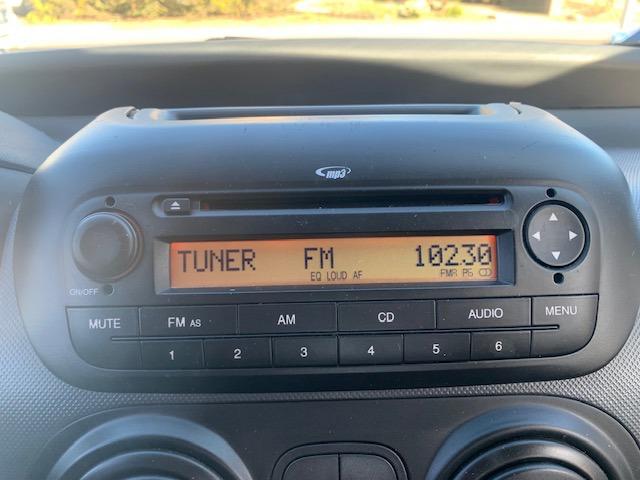 mp3
TUNER FM 10230
EQ LOUD AF FMR P6
ON/OFF
MUTE FM AS AM CD AUDIO MENU
1 2 3 4 5 6